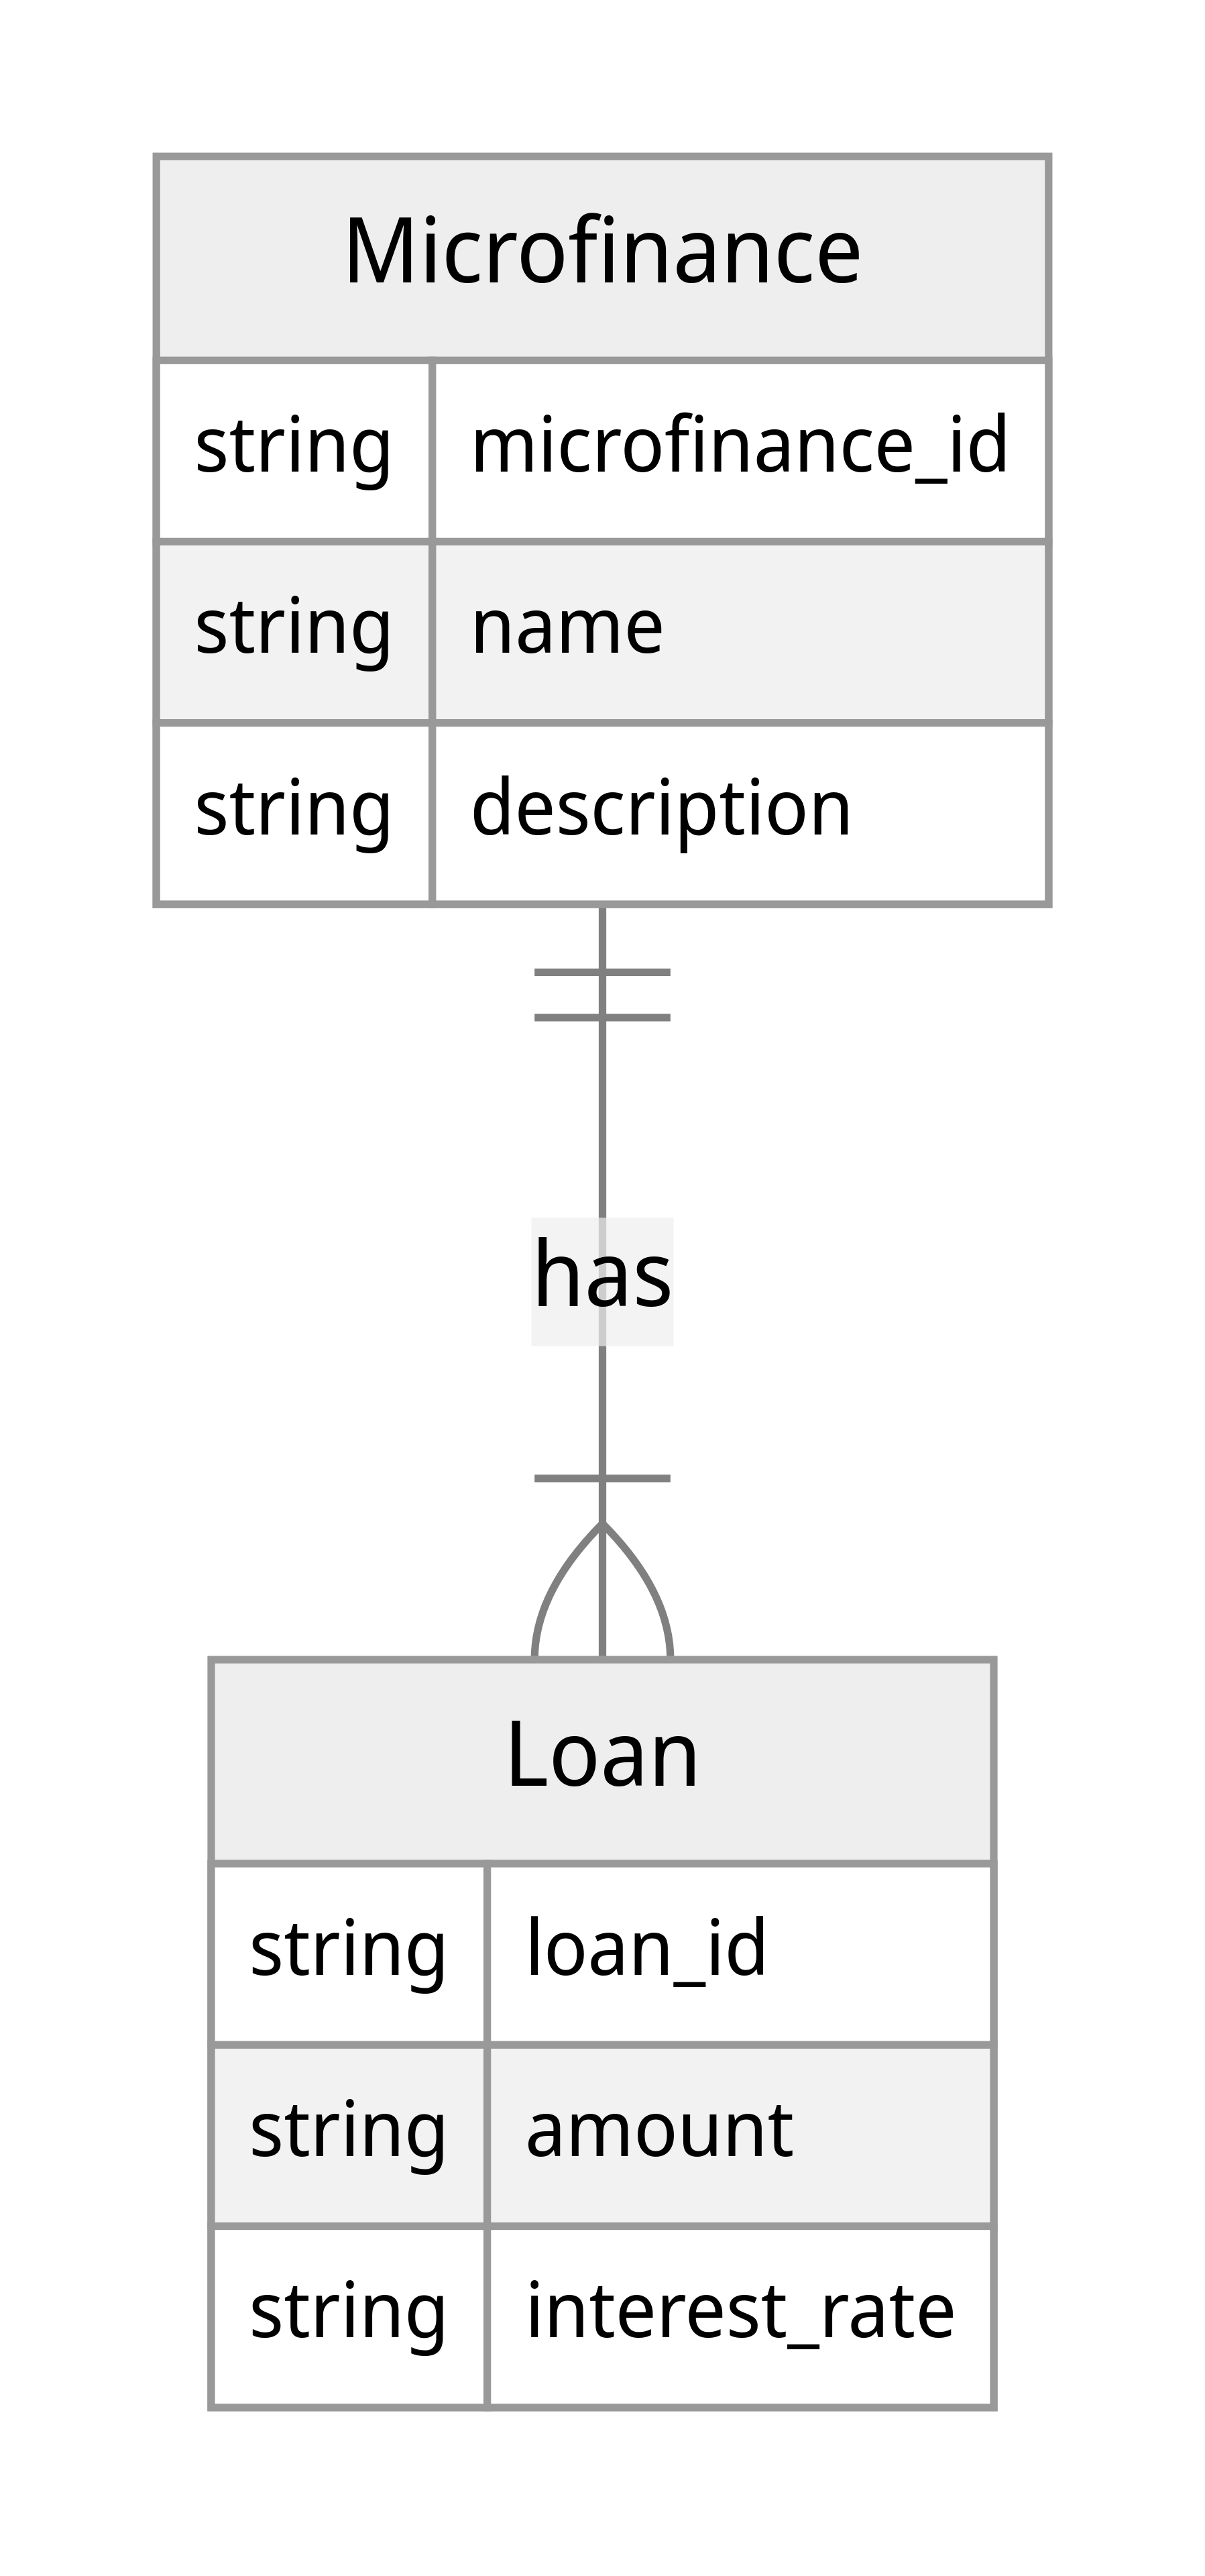 Microfinance
string microfinance_id
string name
string description
has
Loan
string loan_id
string amount
string interest_rate